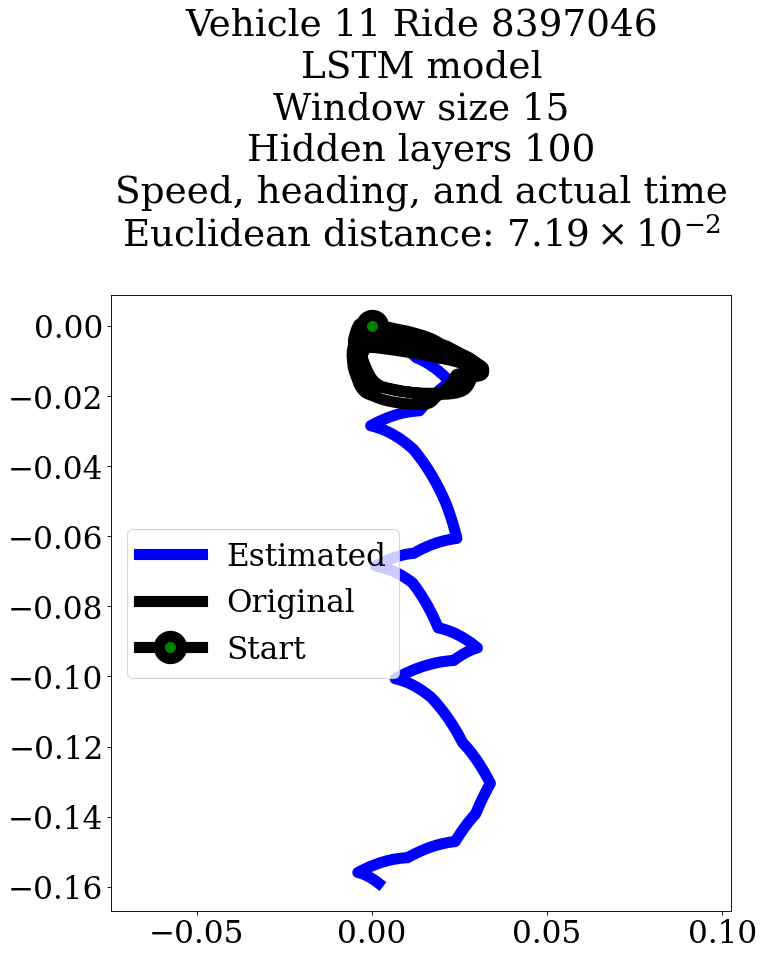 Vehicle 11 Ride 8397046
LSTM model
Window size 15
Hidden layers 100
Speed, heading, and actual time
Euclidean distance: 7.19 × 10⁻²
0.00
−0.02
−0.04
−0.06
−0.08
−0.10
−0.12
−0.14
−0.16
Estimated
Original
Start
−0.05 0.00 0.05 0.10